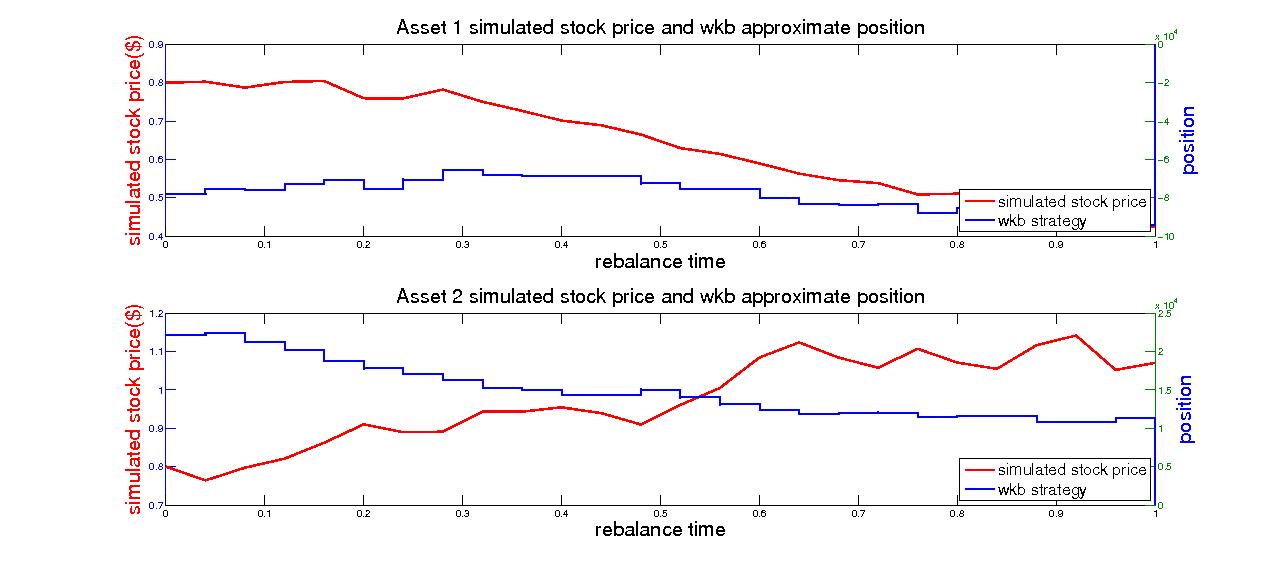 Asset 1 simulated stock price and wkb approximate position
x 10^4
simulated stock price($)
0.9
0.8
0.7
0.6
0.5
0.4
0
-2
-4
-6
-8
-10
position
simulated stock price
wkb strategy
0 0.1 0.2 0.3 0.4 0.5 0.6 0.7 0.8 0.9 1
rebalance time
Asset 2 simulated stock price and wkb approximate position
x 10^4
simulated stock price($)
1.2
1.1
1
0.9
0.8
0.7
2.5
2
1.5
1
0.5
0
position
simulated stock price
wkb strategy
0 0.1 0.2 0.3 0.4 0.5 0.6 0.7 0.8 0.9 1
rebalance time